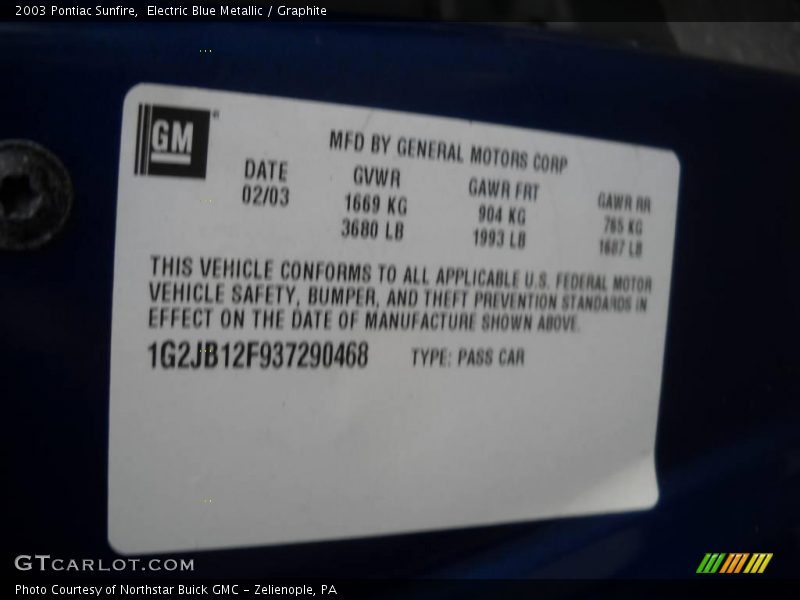 2003 Pontiac Sunfire,  Electric Blue Metallic / Graphite
GM
MFD BY GENERAL MOTORS CORP
DATE GVWR GAWR FRT GAWR RR
02/03 1669 KG 904 KG 765 KG
3680 LB 1993 LB 1687 LB
THIS VEHICLE CONFORMS TO ALL APPLICABLE U.S. FEDERAL MOTOR
VEHICLE SAFETY, BUMPER, AND THEFT PREVENTION STANDARDS IN
EFFECT ON THE DATE OF MANUFACTURE SHOWN ABOVE.
1G2JB12F937290468 TYPE: PASS CAR
GTCARLOT.COM
Photo Courtesy of Northstar Buick GMC - Zelienople, PA